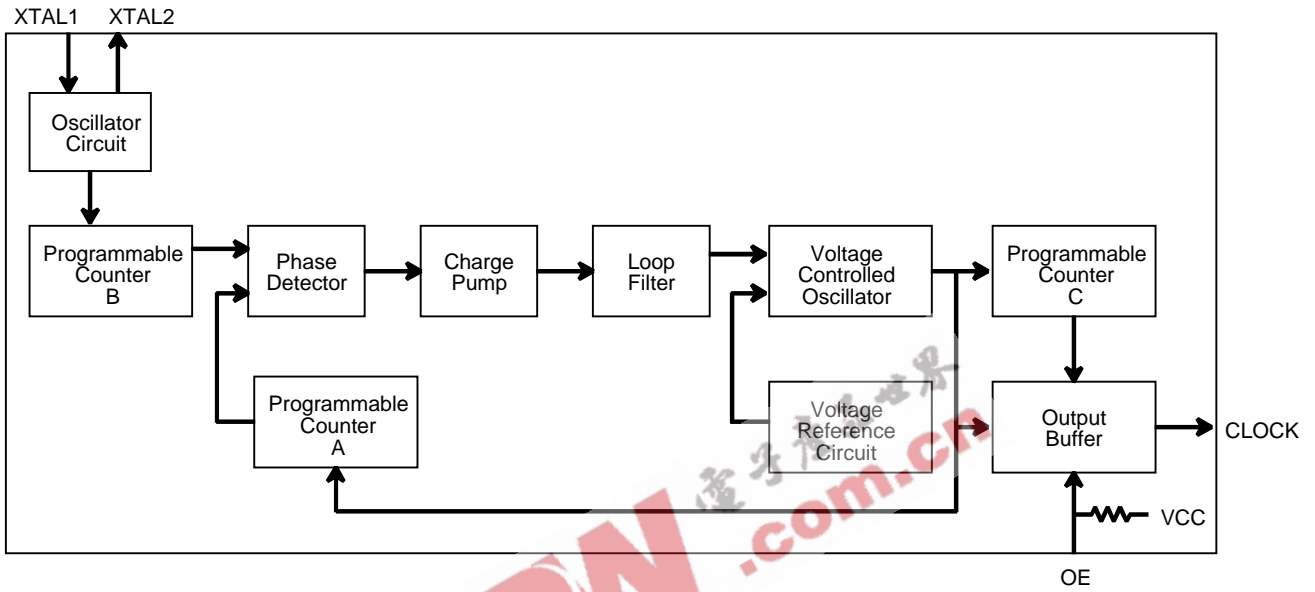 XTAL1 XTAL2
Oscillator
Circuit
Programmable
Counter
B
Phase
Detector
Charge
Pump
Loop
Filter
Voltage
Controlled
Oscillator
Programmable
Counter
C
Programmable
Counter
A
Voltage
Reference
Circuit
Output
Buffer
CLOCK
VCC
OE
.com.cn